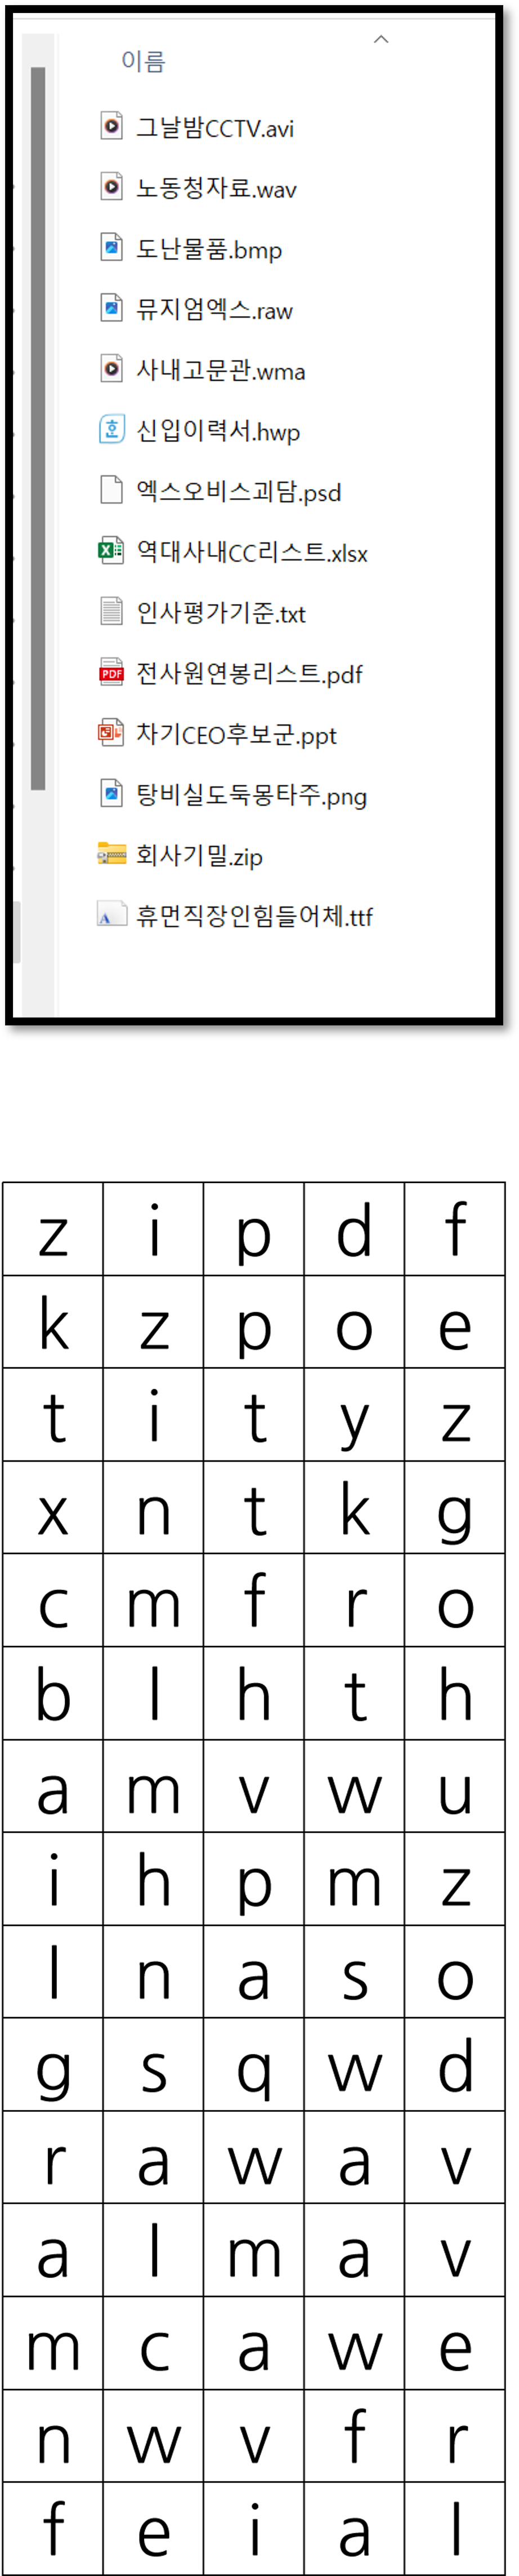 이름
그날밤CCTV.avi
노동청자료.wav
도난물품.bmp
뮤지엄엑스.raw
사내고문관.wma
신입이력서.hwp
엑스오비스괴담.psd
역대사내CC리스트.xlsx
인사평가기준.txt
전사원연봉리스트.pdf
차기CEO후보군.ppt
탕비실도둑몽타주.png
회사기밀.zip
휴먼직장인힘들어체.ttf
z i p d f
k z p o e
t i t y z
x n t k g
c m f r o
b l h t h
a m v w u
i h p m z
l n a s o
g s q w d
r a w a v
a l m a v
m c a w e
n w v f r
f e i a l